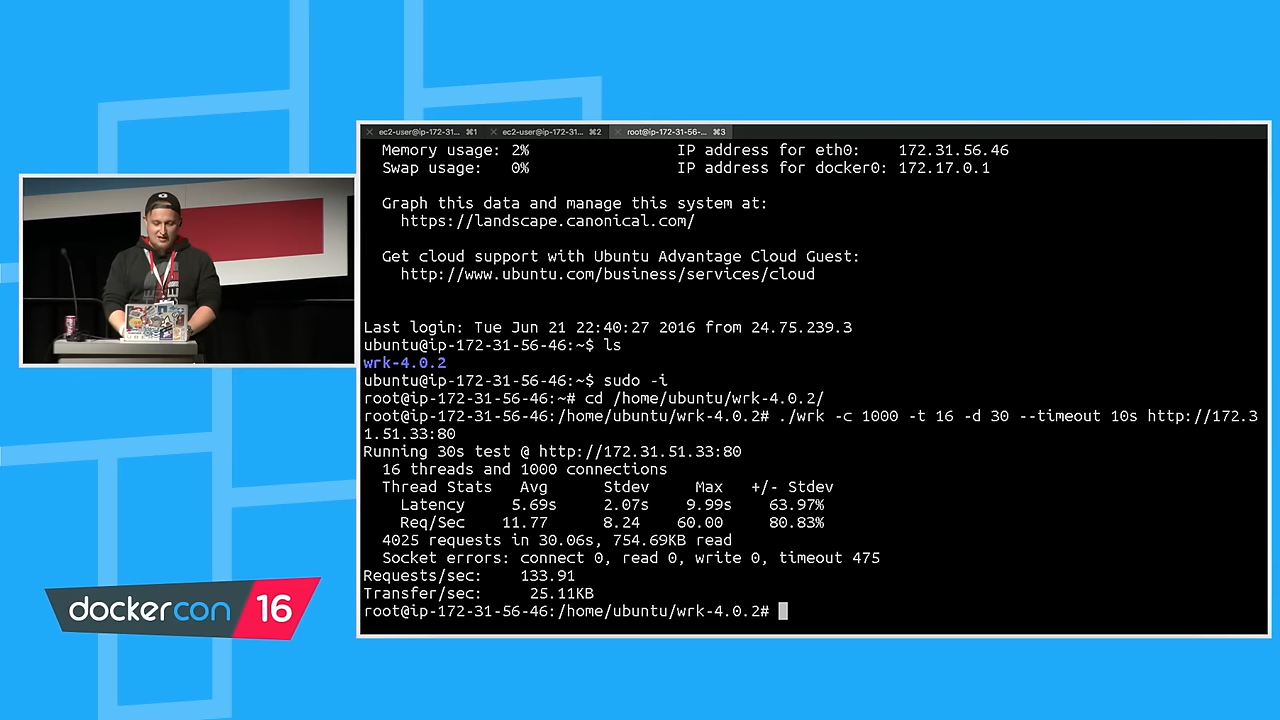 ec2-user@ip-172-31... ⌘1 ec2-user@ip-172-31... ⌘2 root@ip-172-31-56-... ⌘3
Memory usage: 2% IP address for eth0: 172.31.56.46
Swap usage: 0% IP address for docker0: 172.17.0.1
Graph this data and manage this system at:
https://landscape.canonical.com/
Get cloud support with Ubuntu Advantage Cloud Guest:
http://www.ubuntu.com/business/services/cloud
Last login: Tue Jun 21 22:40:27 2016 from 24.75.239.3
ubuntu@ip-172-31-56-46:~$ ls
wrk-4.0.2
ubuntu@ip-172-31-56-46:~$ sudo -i
root@ip-172-31-56-46:~# cd /home/ubuntu/wrk-4.0.2/
root@ip-172-31-56-46:/home/ubuntu/wrk-4.0.2# ./wrk -c 1000 -t 16 -d 30 --timeout 10s http://172.3
1.51.33:80
Running 30s test @ http://172.31.51.33:80
16 threads and 1000 connections
Thread Stats Avg Stdev Max +/- Stdev
Latency 5.69s 2.07s 9.99s 63.97%
Req/Sec 11.77 8.24 60.00 80.83%
4025 requests in 30.06s, 754.69KB read
Socket errors: connect 0, read 0, write 0, timeout 475
Requests/sec: 133.91
Transfer/sec: 25.11KB
root@ip-172-31-56-46:/home/ubuntu/wrk-4.0.2#
dockercon 16